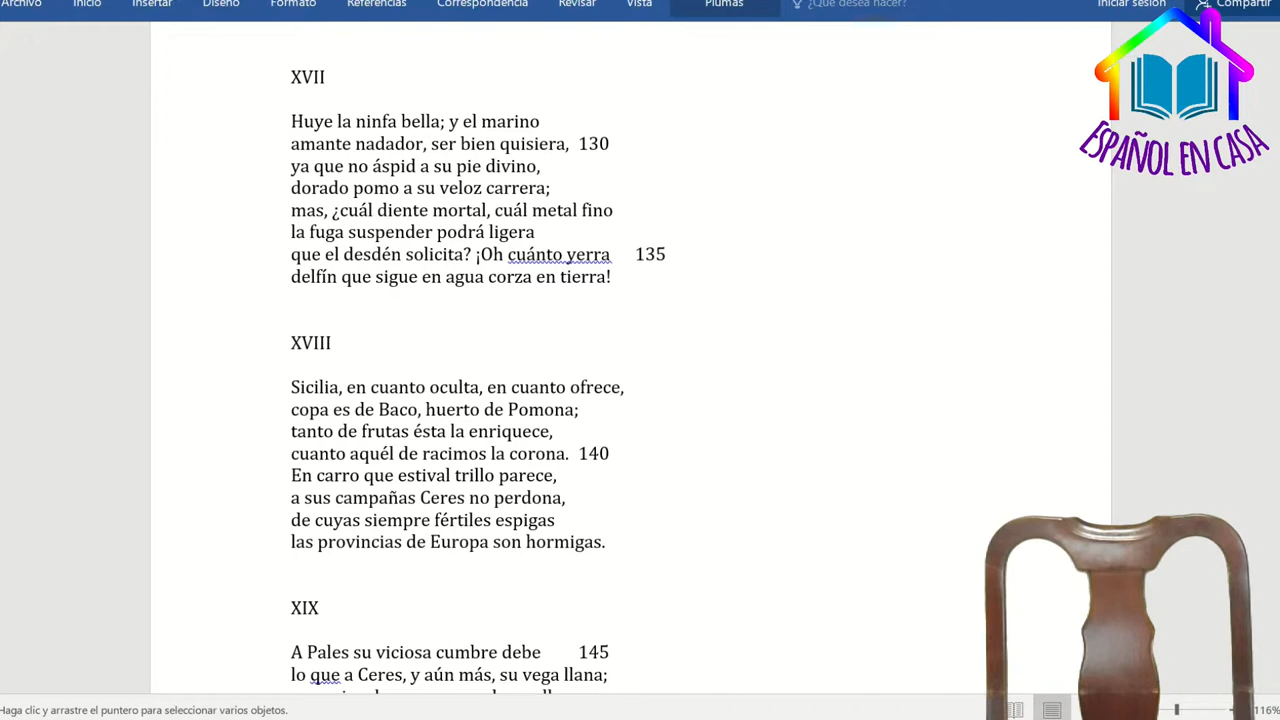 Archivo Inicio Insertar Diseño Formato Referencias Correspondencia Revisar Vista Plumas ¿Qué desea hacer? Iniciar sesión Compartir
ESPAÑOL EN CASA
XVII
Huye la ninfa bella; y el marino
amante nadador, ser bien quisiera, 130
ya que no áspid a su pie divino,
dorado pomo a su veloz carrera;
mas, ¿cuál diente mortal, cuál metal fino
la fuga suspender podrá ligera
que el desdén solicita? ¡Oh cuánto yerra 135
delfín que sigue en agua corza en tierra!
XVIII
Sicilia, en cuanto oculta, en cuanto ofrece,
copa es de Baco, huerto de Pomona;
tanto de frutas ésta la enriquece,
cuanto aquél de racimos la corona. 140
En carro que estival trillo parece,
a sus campañas Ceres no perdona,
de cuyas siempre fértiles espigas
las provincias de Europa son hormigas.
XIX
A Pales su viciosa cumbre debe 145
lo que a Ceres, y aún más, su vega llana;
Haga clic y arrastre el puntero para seleccionar varios objetos.
116%